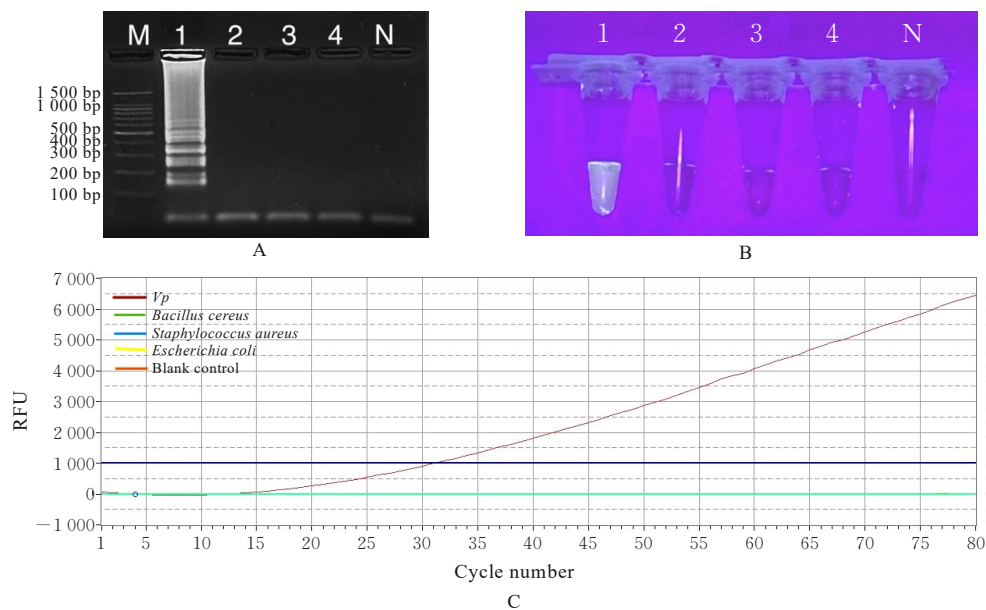 M 1 2 3 4 N
1 500 bp
1 000 bp
500 bp
400 bp
300 bp
200 bp
100 bp
A
1 2 3 4 N
B
7 000
6 000
5 000
4 000
3 000
2 000
1 000
0
−1 000
RFU
Vp
Bacillus cereus
Staphylococcus aureus
Escherichia coli
Blank control
1 5 10 15 20 25 30 35 40 45 50 55 60 65 70 75 80
Cycle number
C